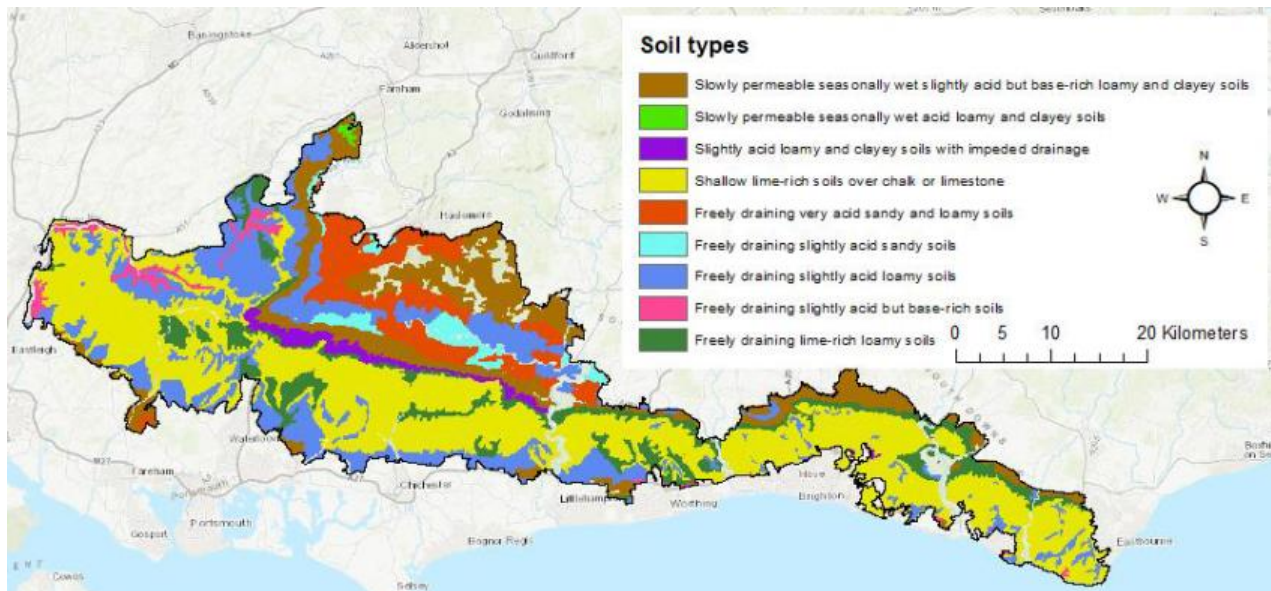 Basingstoke
Aldershot
Guildford
Farnham
Godalming
Haslemere
Eastleigh
Waterloo
Fareham
Portsmouth
Chichester
Portsmouth
Gosport
Cowes
Bognor Regis
Selsey
Littlehamp
Worthing
Hove
Brighton
Eastbourne
DOWNS
Soil types
Slowly permeable seasonally wet slightly acid but base-rich loamy and clayey soils
Slowly permeable seasonally wet acid loamy and clayey soils
Slightly acid loamy and clayey soils with impeded drainage
Shallow lime-rich soils over chalk or limestone
Freely draining very acid sandy and loamy soils
Freely draining slightly acid sandy soils
Freely draining slightly acid loamy soils
Freely draining slightly acid but base-rich soils
Freely draining lime-rich loamy soils
N
W
E
S
0 5 10 20 Kilometers